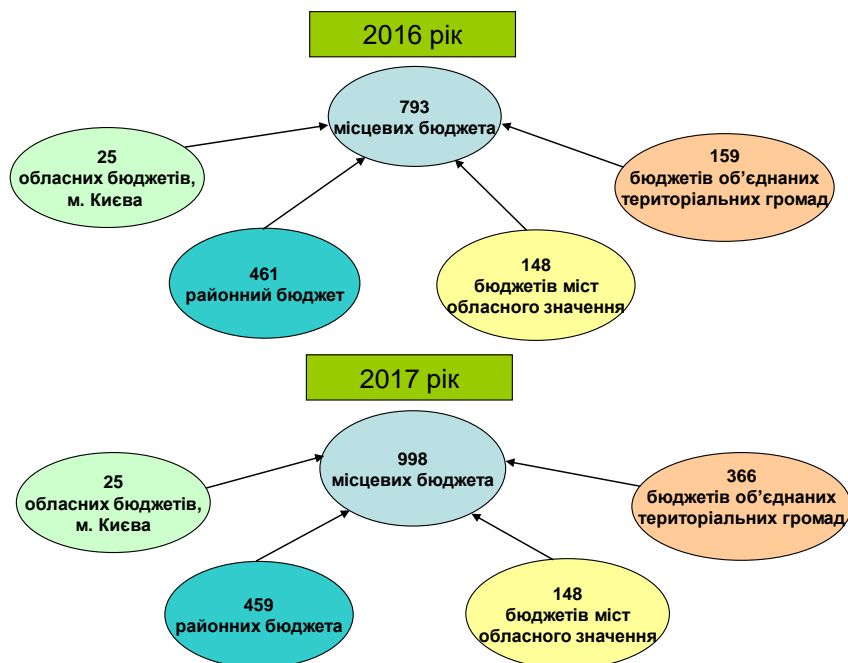 2016 рік
793
місцевих бюджета
25
обласних бюджетів,
м. Києва
159
бюджетів об’єднаних
територіальних громад
461
районний бюджет
148
бюджетів міст
обласного значення
2017 рік
998
місцевих бюджета
25
обласних бюджетів,
м. Києва
366
бюджетів об’єднаних
територіальних громад
459
районних бюджета
148
бюджетів міст
обласного значення